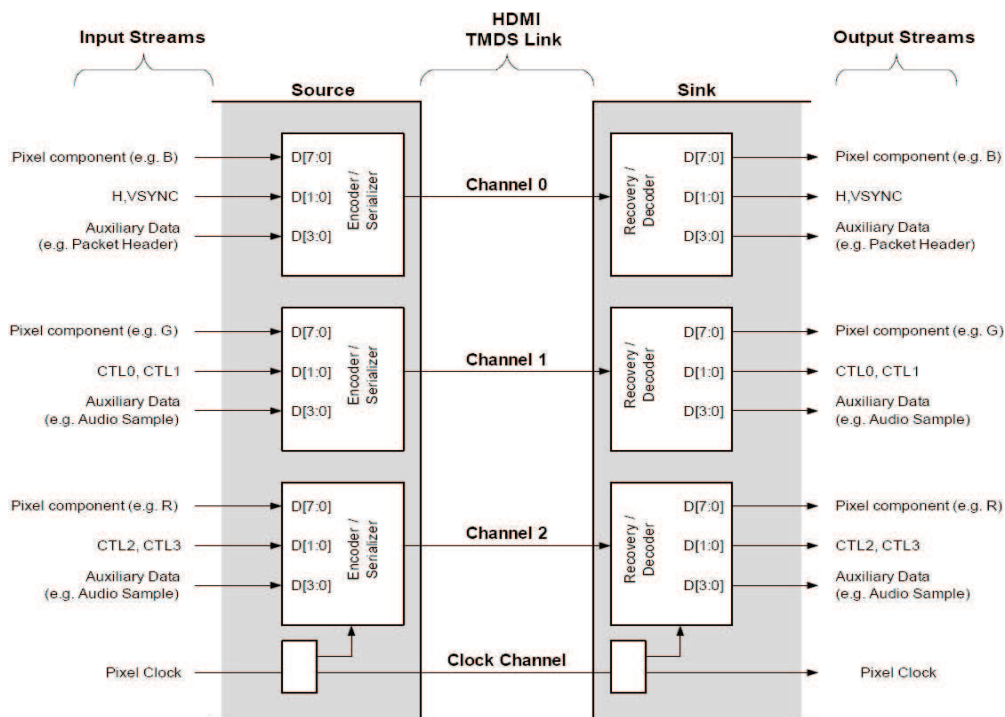 HDMI
TMDS Link
Input Streams
Output Streams
Source
Sink
Pixel component (e.g. B)
H,VSYNC
Auxiliary Data
(e.g. Packet Header)
D[7:0]
D[1:0]
D[3:0]
Encoder /
Serializer
Channel 0
Recovery /
Decoder
D[7:0]
D[1:0]
D[3:0]
Pixel component (e.g. B)
H,VSYNC
Auxiliary Data
(e.g. Packet Header)
Pixel component (e.g. G)
CTL0, CTL1
Auxiliary Data
(e.g. Audio Sample)
D[7:0]
D[1:0]
D[3:0]
Encoder /
Serializer
Channel 1
Recovery /
Decoder
D[7:0]
D[1:0]
D[3:0]
Pixel component (e.g. G)
CTL0, CTL1
Auxiliary Data
(e.g. Audio Sample)
Pixel component (e.g. R)
CTL2, CTL3
Auxiliary Data
(e.g. Audio Sample)
D[7:0]
D[1:0]
D[3:0]
Encoder /
Serializer
Channel 2
Recovery /
Decoder
D[7:0]
D[1:0]
D[3:0]
Pixel component (e.g. R)
CTL2, CTL3
Auxiliary Data
(e.g. Audio Sample)
Pixel Clock
Clock Channel
Pixel Clock